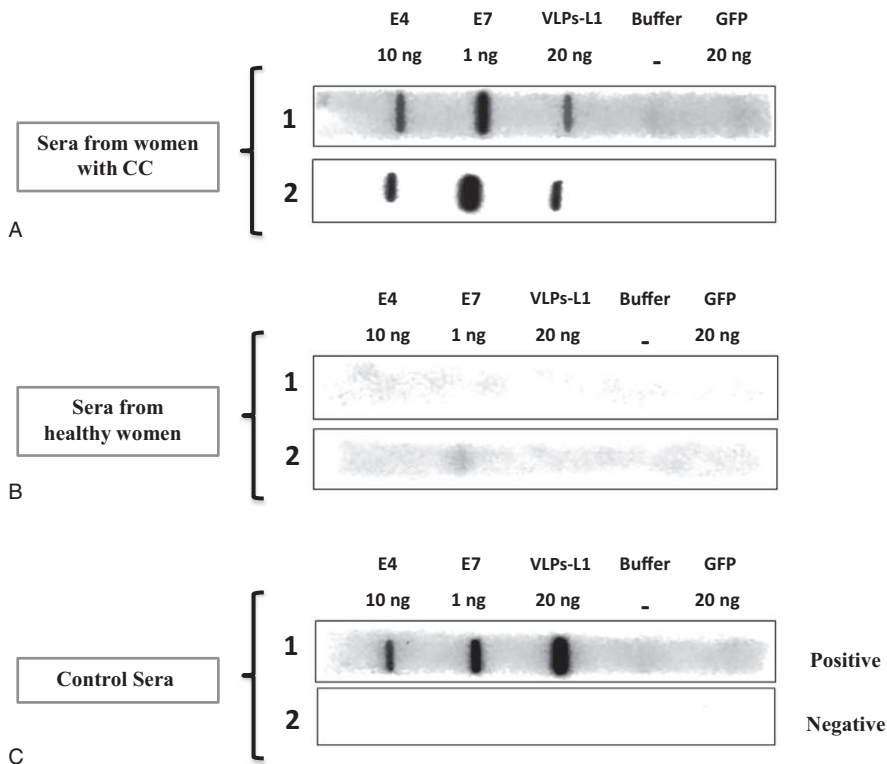 E4 E7 VLPs-L1 Buffer GFP
10 ng 1 ng 20 ng - 20 ng
1
Sera from women
with CC
2
A
E4 E7 VLPs-L1 Buffer GFP
10 ng 1 ng 20 ng - 20 ng
1
Sera from
healthy women
2
B
E4 E7 VLPs-L1 Buffer GFP
10 ng 1 ng 20 ng - 20 ng
1 Positive
Control Sera
2 Negative
C